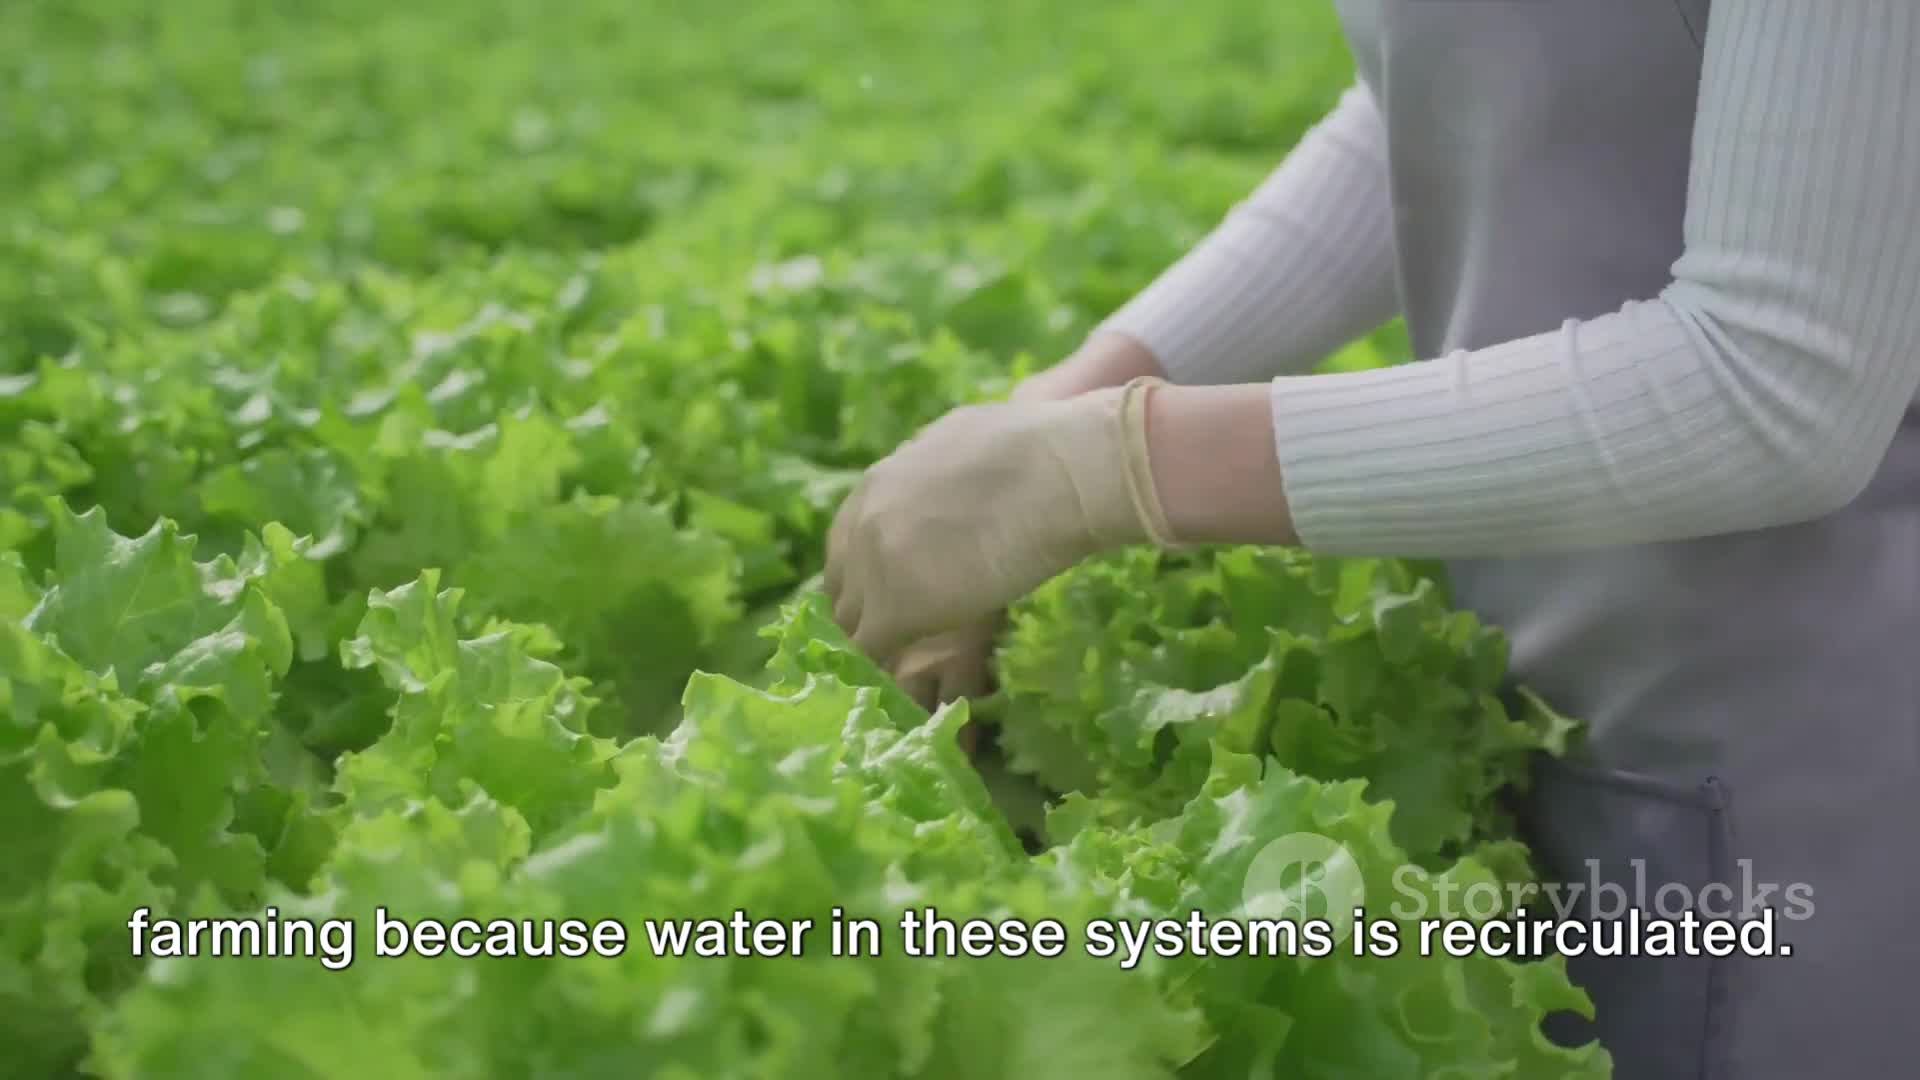 Storyblocks
farming because water in these systems is recirculated.